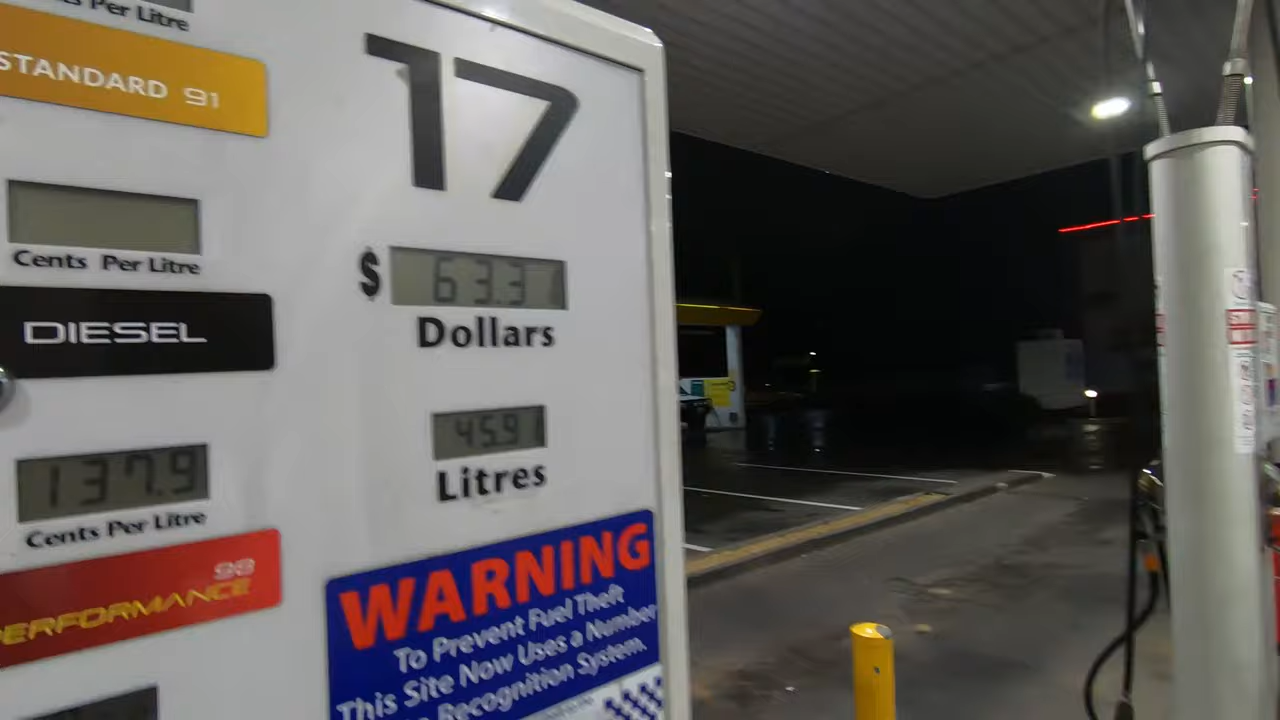 s Per Litre
STANDARD 91
17
Cents Per Litre
$ 63.31
Dollars
DIESEL
45.91
Litres
137.9
Cents Per Litre
98
PERFORMANCE
WARNING
To Prevent Fuel Theft
This Site Now Uses a Number
Recognition System.